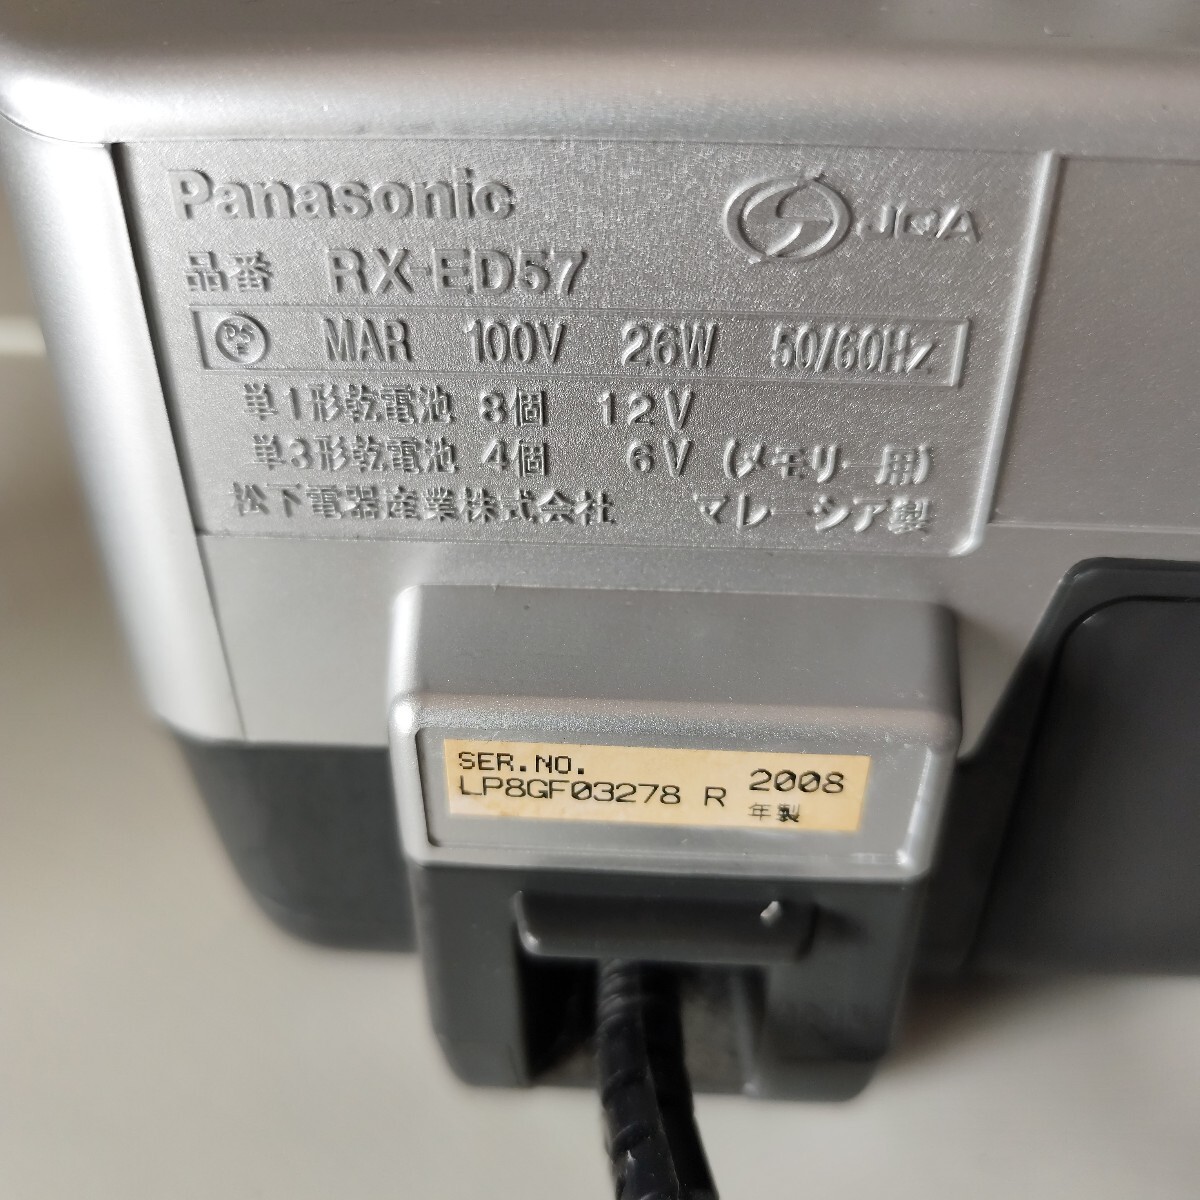 Panasonic
JQA
品番 RX-ED57
PS E MAR 100V 26W 50/60Hz
単1形乾電池 8個 12V
単3形乾電池 4個 6V (メモリー用)
松下電器産業株式会社 マレーシア製
SER.NO.
LP8GF03278 R 2008
年製